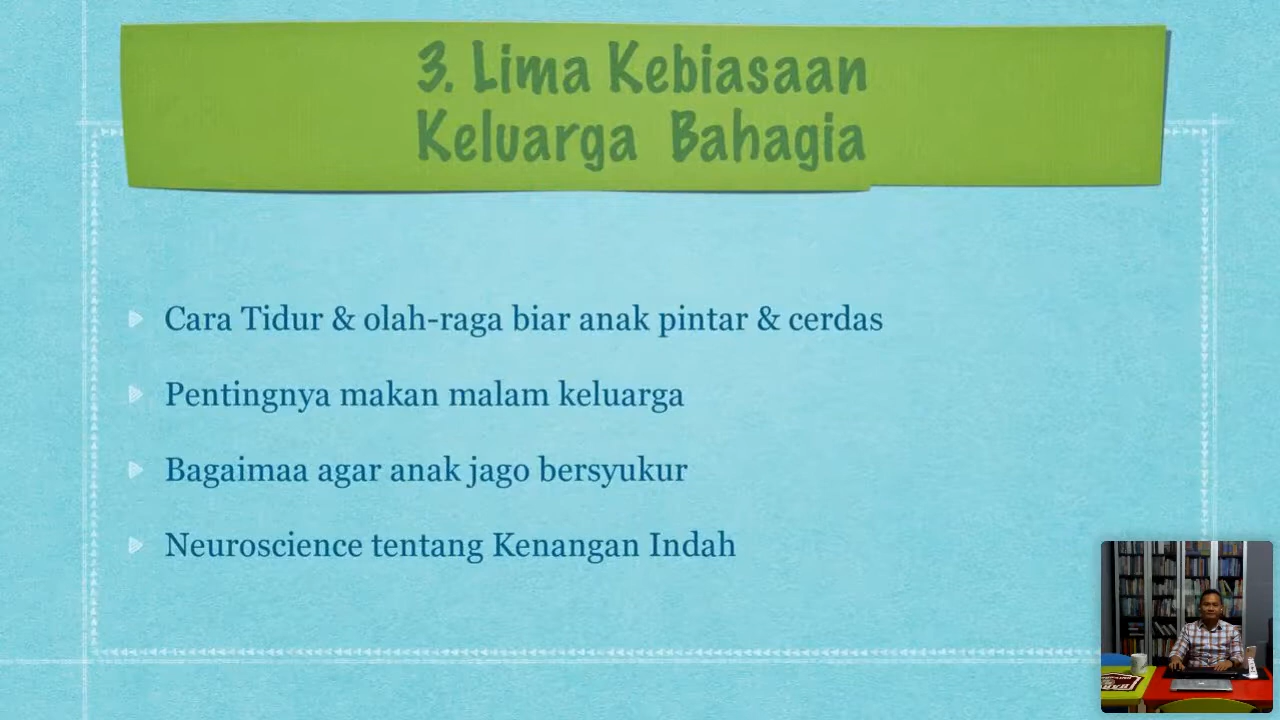 3. Lima Kebiasaan
Keluarga Bahagia
Cara Tidur & olah-raga biar anak pintar & cerdas
Pentingnya makan malam keluarga
Bagaimaa agar anak jago bersyukur
Neuroscience tentang Kenangan Indah